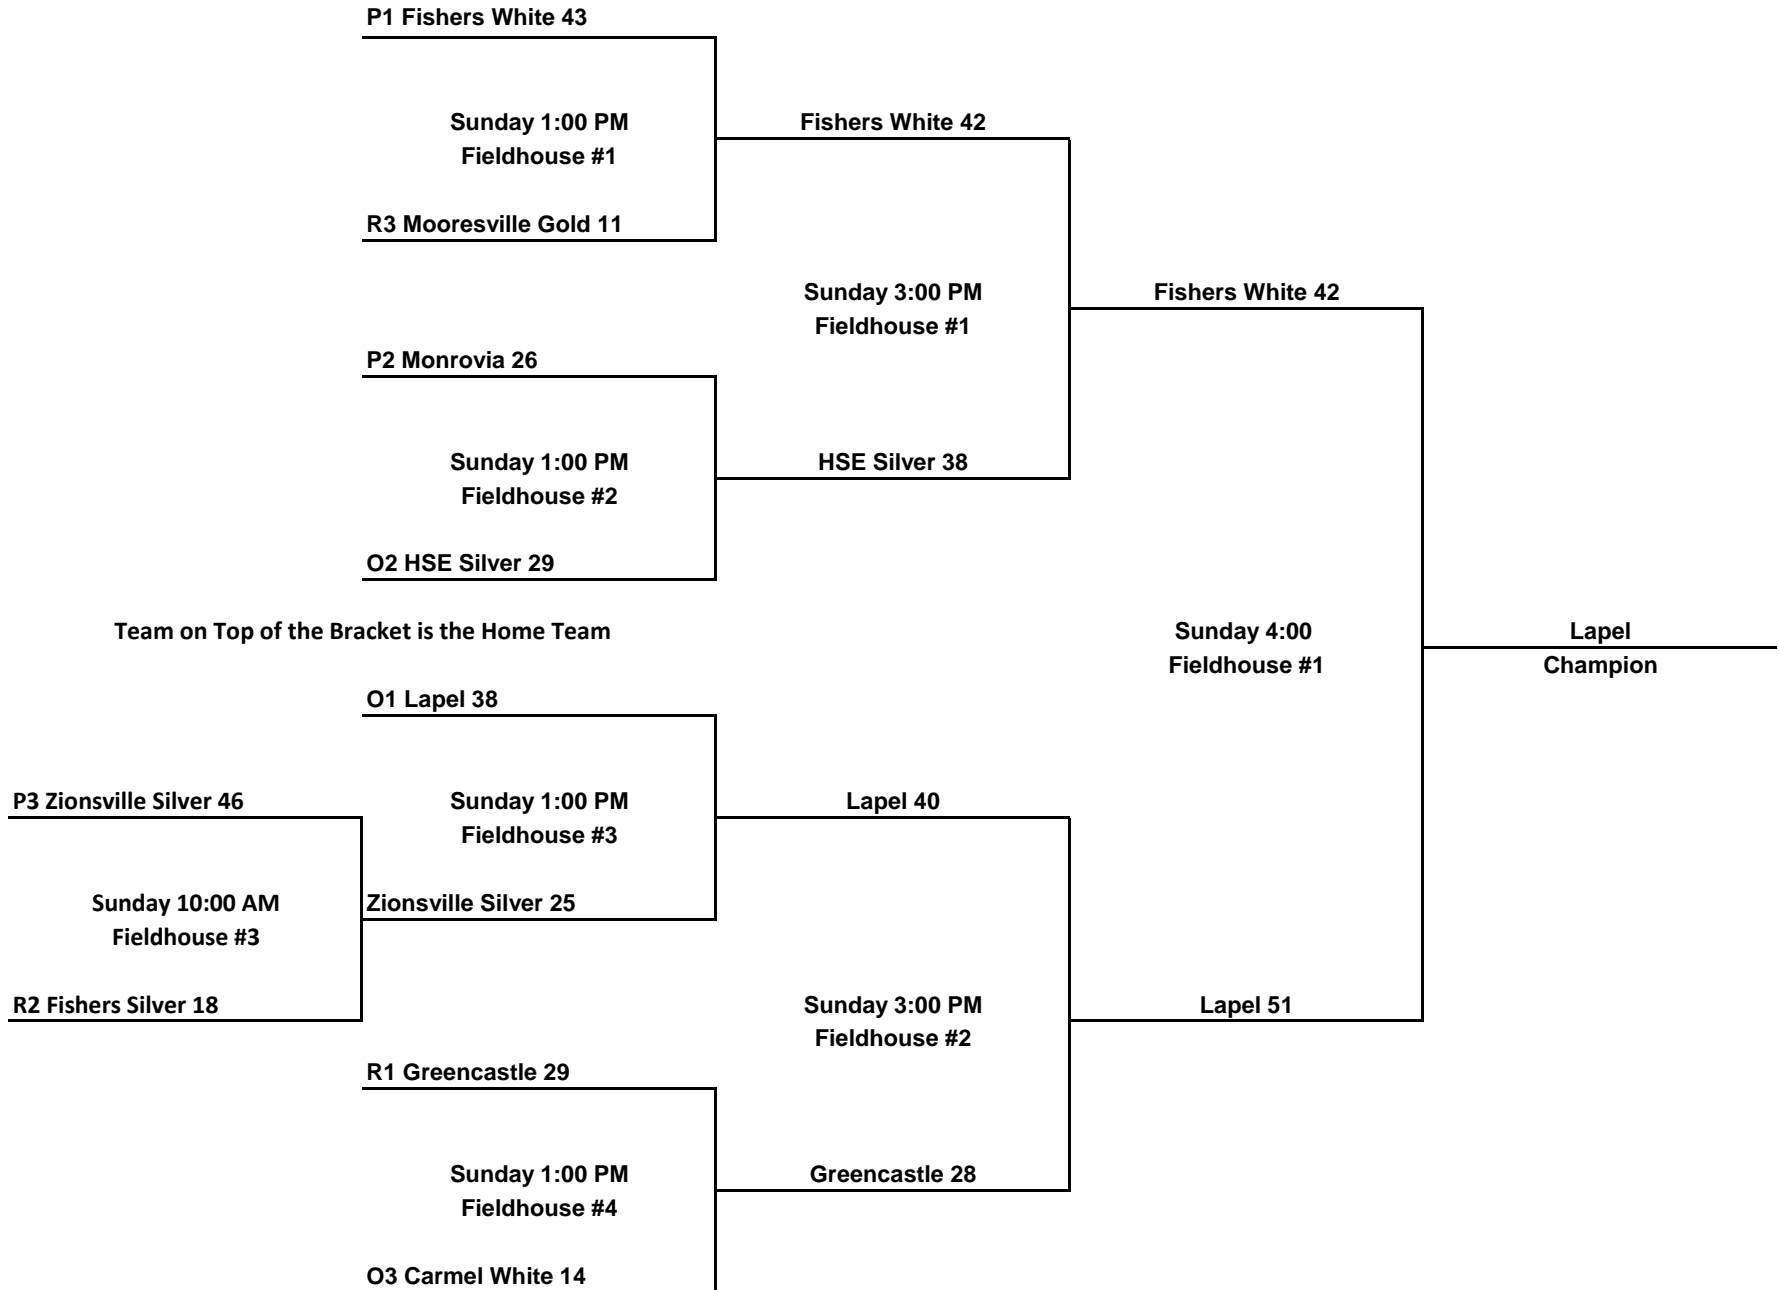 P1 Fishers White 43
Sunday 1:00 PM
Fieldhouse #1
Fishers White 42
R3 Mooresville Gold 11
Sunday 3:00 PM
Fieldhouse #1
Fishers White 42
P2 Monrovia 26
Sunday 1:00 PM
Fieldhouse #2
HSE Silver 38
O2 HSE Silver 29
Team on Top of the Bracket is the Home Team
Sunday 4:00
Fieldhouse #1
Lapel
Champion
O1 Lapel 38
P3 Zionsville Silver 46
Sunday 1:00 PM
Fieldhouse #3
Lapel 40
Sunday 10:00 AM
Fieldhouse #3
Zionsville Silver 25
R2 Fishers Silver 18
Sunday 3:00 PM
Fieldhouse #2
Lapel 51
R1 Greencastle 29
Sunday 1:00 PM
Fieldhouse #4
Greencastle 28
O3 Carmel White 14